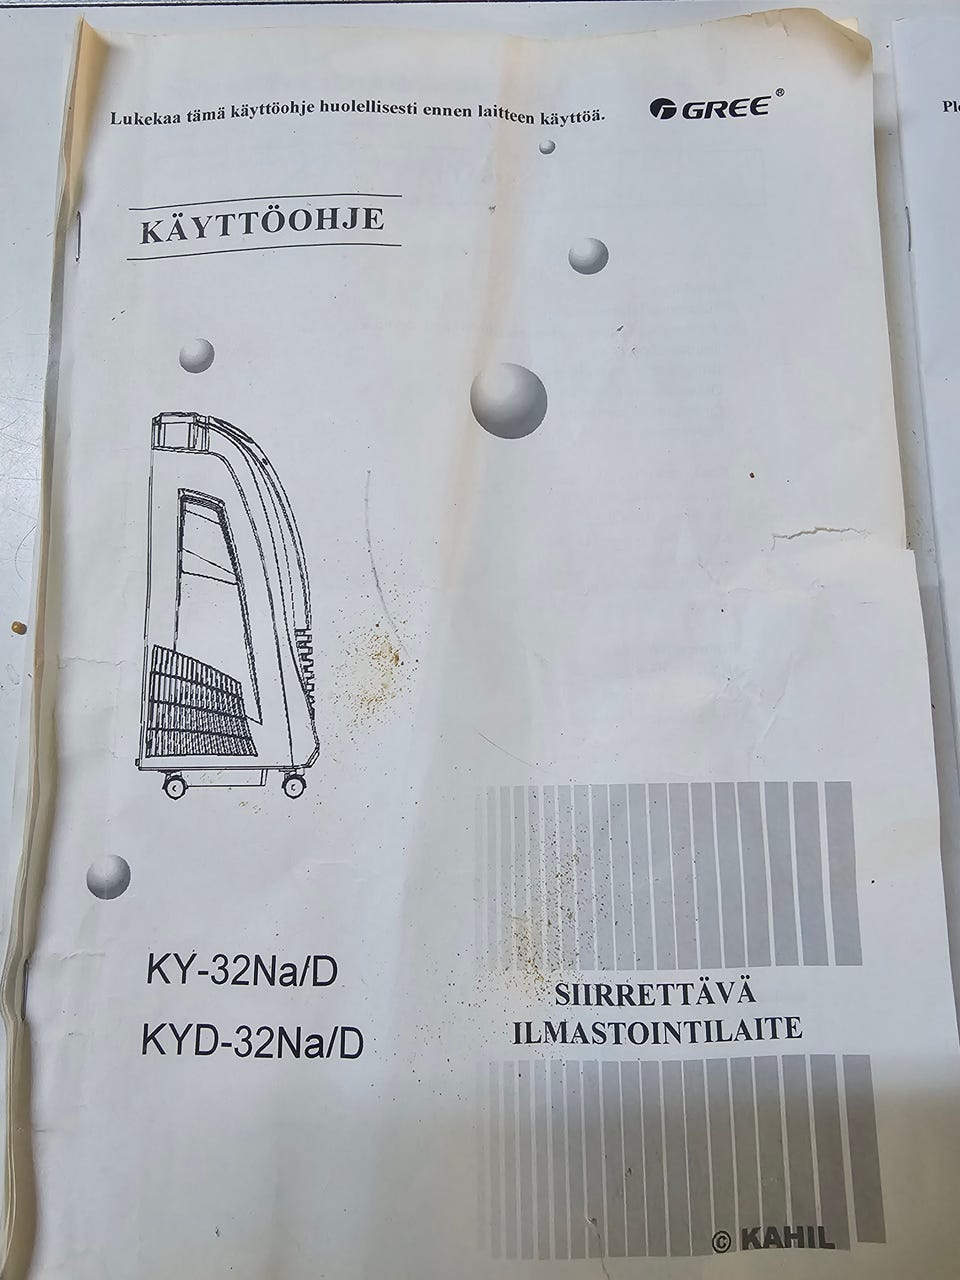 Lukekaa tämä käyttöohje huolellisesti ennen laitteen käyttöä.
GREE®
KÄYTTÖOHJE
KY-32Na/D
KYD-32Na/D
SIIRRETTÄVÄ
ILMASTOINTILAITE
© KAHIL